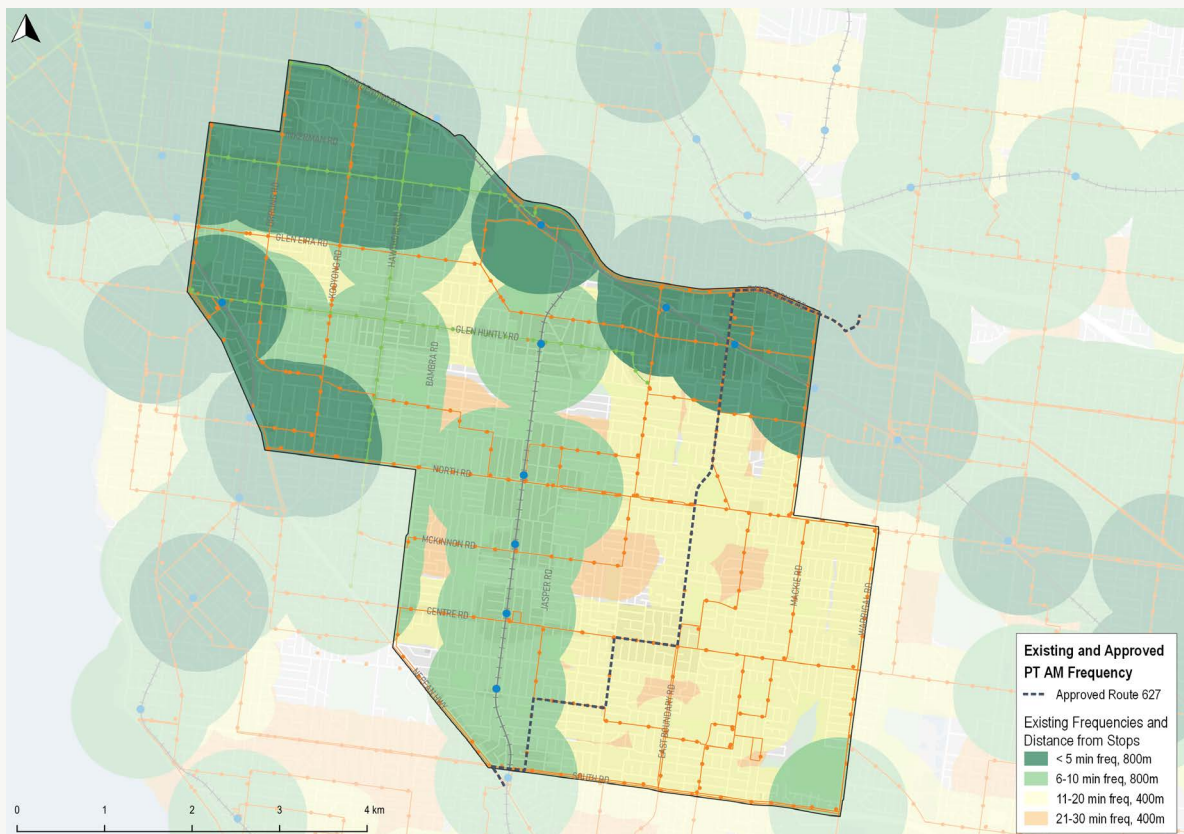 GLEN EIRA RD
KOOYONG RD
HAWTHORN RD
GLEN HUNTLY RD
BAMBRA RD
NORTH RD
MCKINNON RD
JASPER RD
CENTRE RD
NEPEAN HWY
EAST BOUNDARY RD
MACKIE RD
WARRIGAL RD
SOUTH RD
0 1 2 3 4 km
Existing and Approved
PT AM Frequency
Approved Route 627
Existing Frequencies and
Distance from Stops
< 5 min freq, 800m
6-10 min freq, 800m
11-20 min freq, 400m
21-30 min freq, 400m